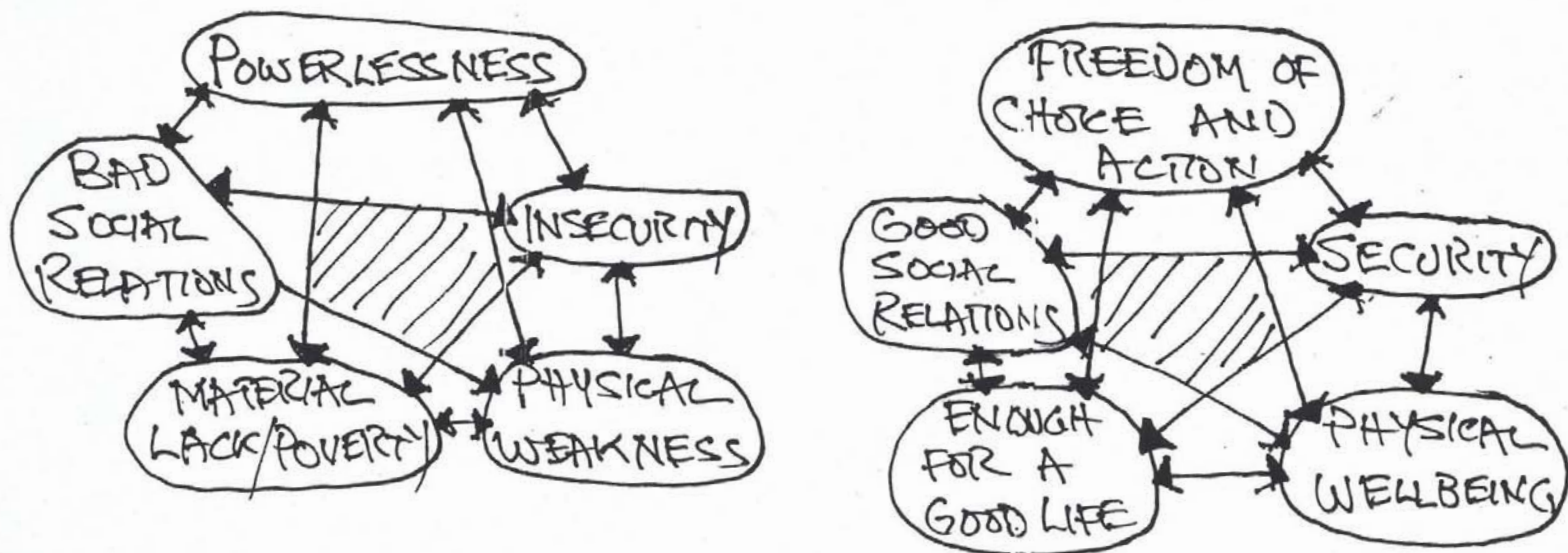 POWERLESSNESS
BAD
SOCIAL
RELATIONS
INSECURITY
MATERIAL
LACK/POVERTY
PHYSICAL
WEAKNESS
FREEDOM OF
CHOICE AND
ACTION
GOOD
SOCIAL
RELATIONS
SECURITY
ENOUGH
FOR A
GOOD LIFE
PHYSICAL
WELLBEING